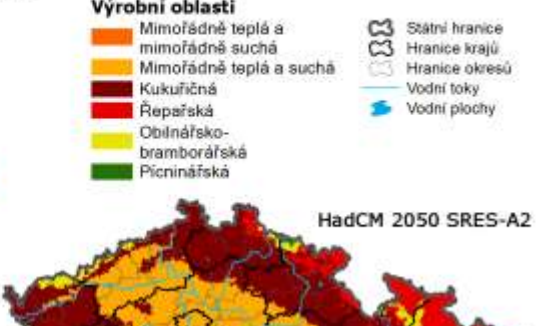 Výrobní oblasti
Mimořádně teplá a
mimořádně suchá
Mimořádně teplá a suchá
Kukuřičná
Řepařská
Obilnářsko-
bramborářská
Pícninářská
Státní hranice
Hranice krajů
Hranice okresů
Vodní toky
Vodní plochy
HadCM 2050 SRES-A2